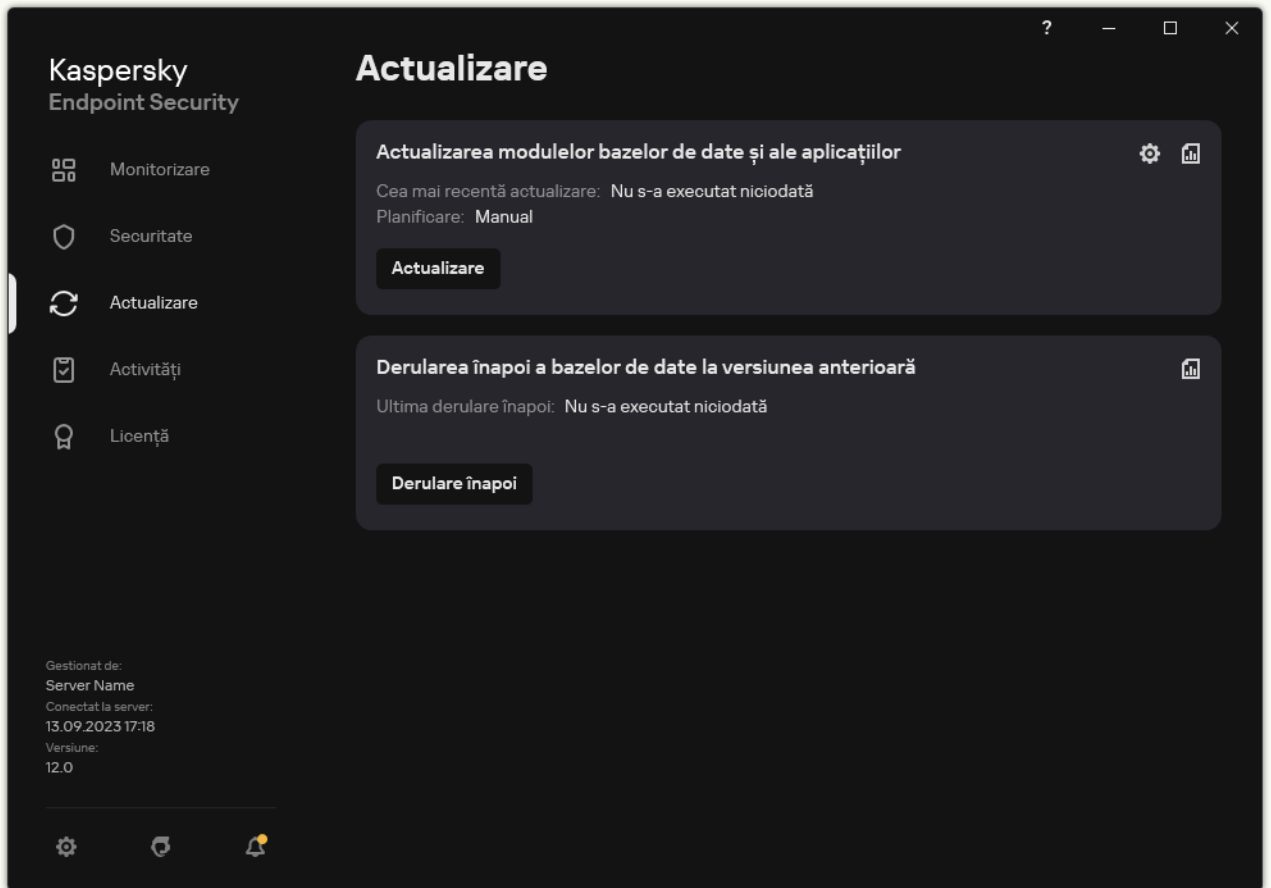 ?
Kaspersky
Endpoint Security
Monitorizare
Securitate
Actualizare
Activități
Licență
Gestionat de:
Server Name
Conectat la server:
13.09.2023 17:18
Versiune:
12.0
Actualizare
Actualizarea modulelor bazelor de date și ale aplicațiilor
Cea mai recentă actualizare: Nu s-a executat niciodată
Planificare: Manual
Actualizare
Derularea înapoi a bazelor de date la versiunea anterioară
Ultima derulare înapoi: Nu s-a executat niciodată
Derulare înapoi